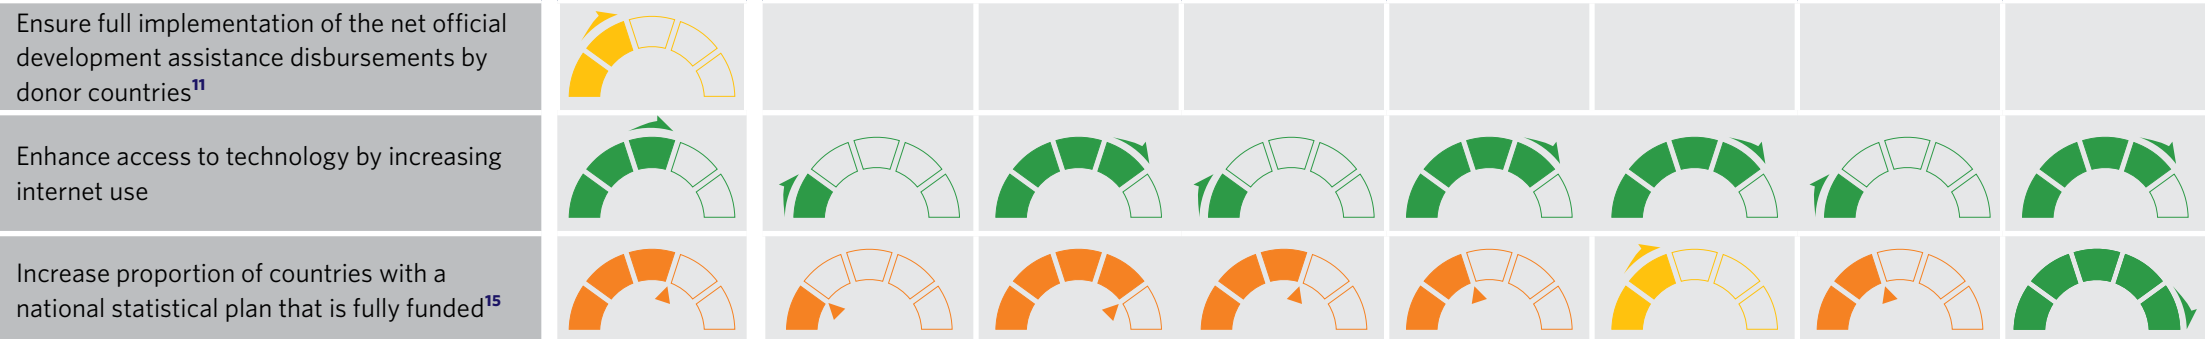 Ensure full implementation of the net official
development assistance disbursements by
donor countries11
Enhance access to technology by increasing
internet use
Increase proportion of countries with a
national statistical plan that is fully funded15